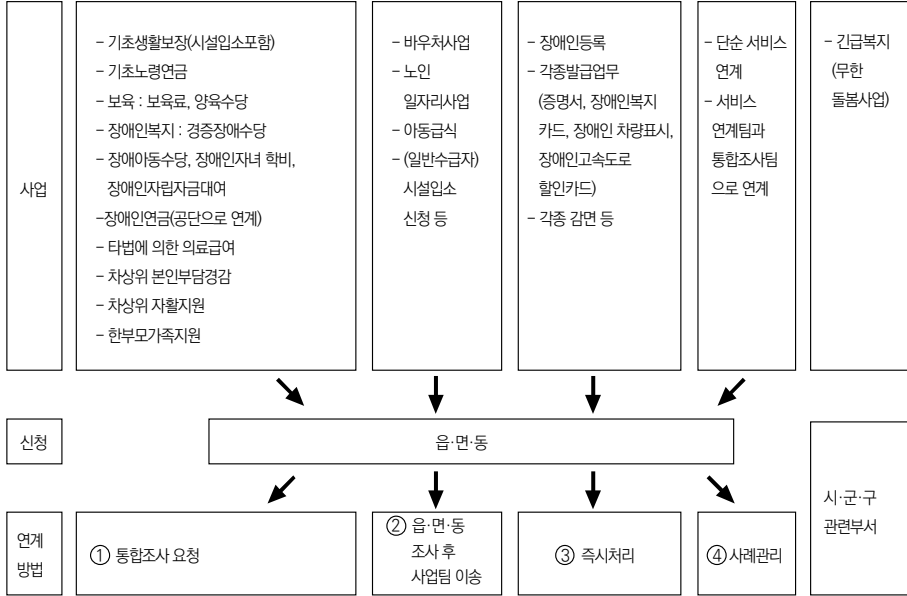 사업
- 기초생활보장(시설입소포함)
- 기초노령연금
- 보육 : 보육료, 양육수당
- 장애인복지 : 경증장애수당
- 장애아동수당, 장애인자녀 학비,
장애인자립자금대여
-장애인연금(공단으로 연계)
- 타법에 의한 의료급여
- 차상위 본인부담경감
- 차상위 자활지원
- 한부모가족지원
- 바우처사업
- 노인
일자리사업
- 아동급식
- (일반수급자)
시설입소
신청 등
- 장애인등록
- 각종발급업무
(증명서, 장애인복지
카드, 장애인 차량표시,
장애인고속도로
할인카드)
- 각종 감면 등
- 단순 서비스
연계
- 서비스
연계팀과
통합조사팀
으로 연계
- 긴급복지
(무한
돌봄사업)
신청
읍·면·동
연계
방법
① 통합조사 요청
② 읍·면·동
조사 후
사업팀 이송
③ 즉시처리
④ 사례관리
시·군·구
관련부서